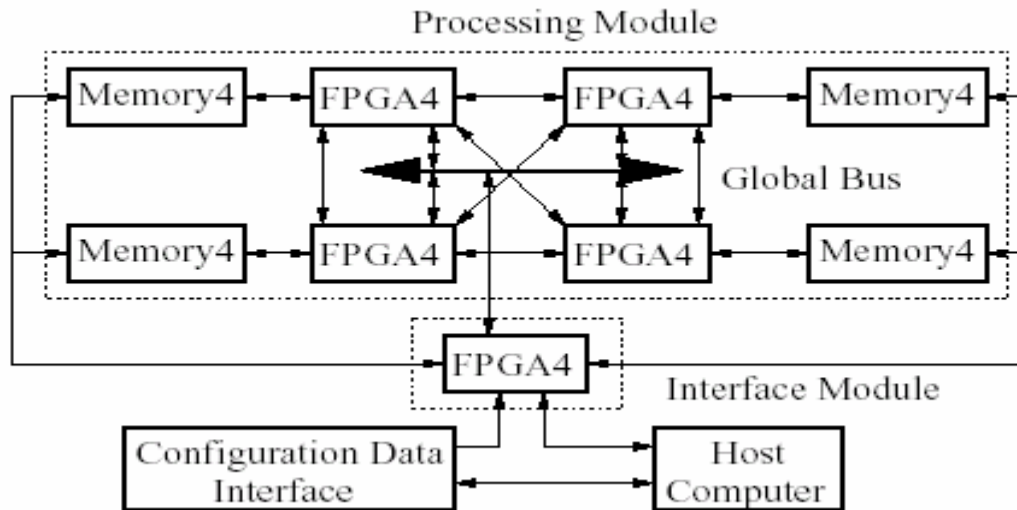 Processing Module
Memory4 FPGA4 FPGA4 Memory4
Global Bus
Memory4 FPGA4 FPGA4 Memory4
FPGA4
Interface Module
Configuration Data
Interface
Host
Computer